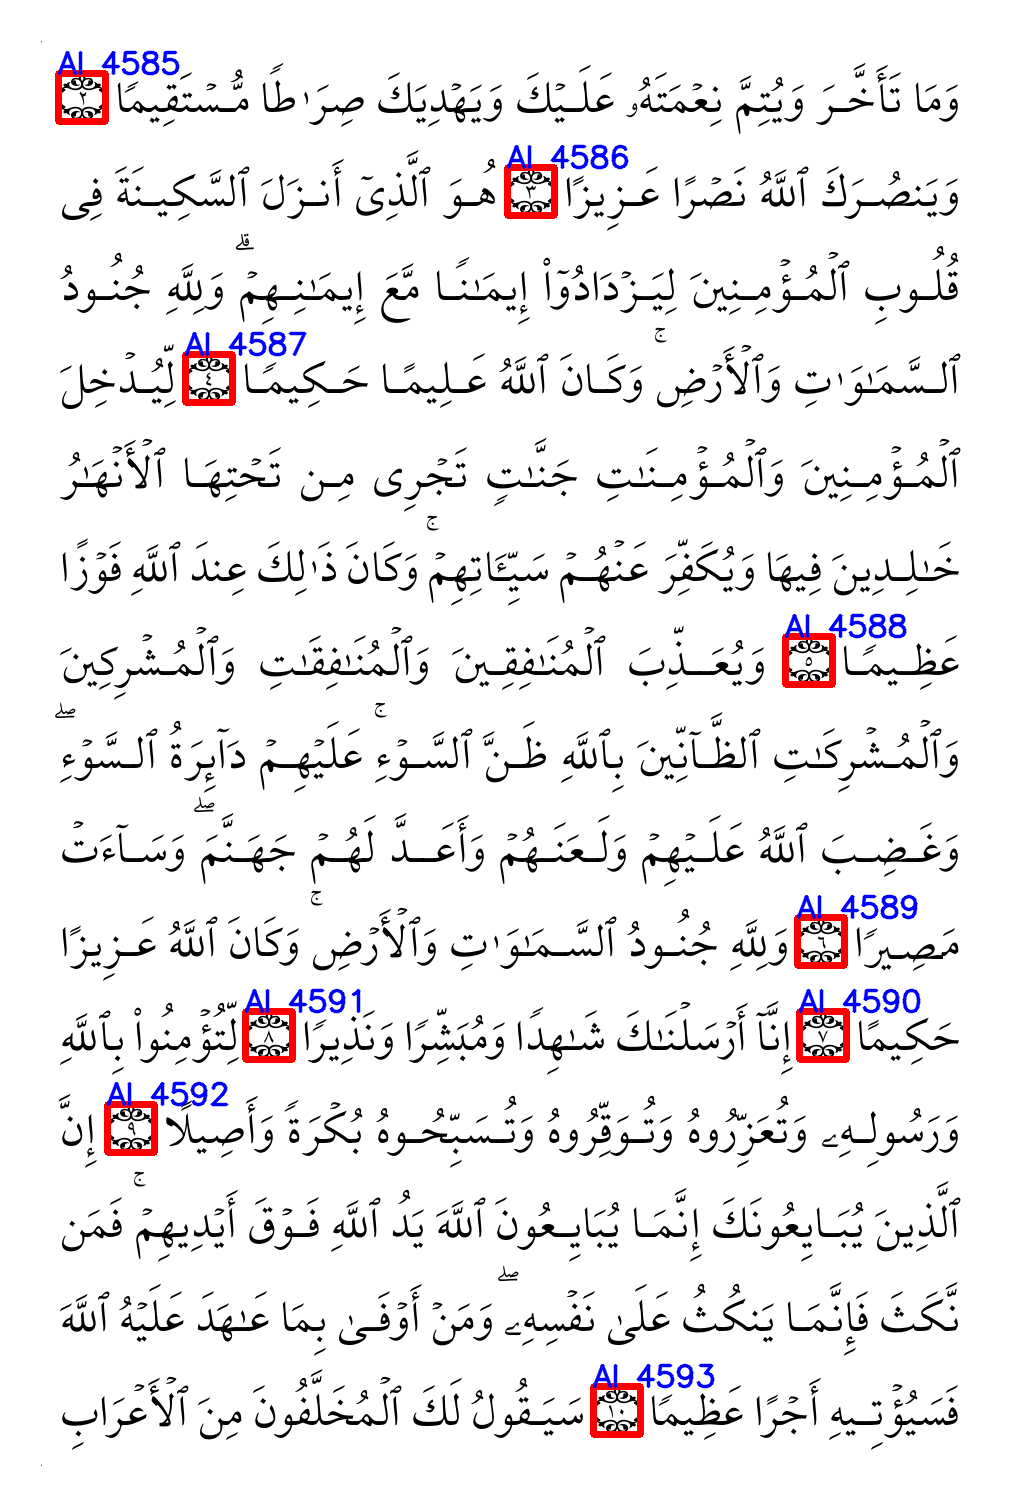 وَمَا تَأَخَّرَ وَيُتِمَّ نِعْمَتَهُۥ عَلَيْكَ وَيَهْدِيَكَ صِرَٰطًا مُّسْتَقِيمًا ٢ AI 4585
وَيَنصُرَكَ ٱللَّهُ نَصْرًا عَزِيزًا ٣ AI 4586 هُوَ ٱلَّذِىٓ أَنزَلَ ٱلسَّكِينَةَ فِى
قُلُوبِ ٱلْمُؤْمِنِينَ لِيَزْدَادُوٓا۟ إِيمَـٰنًا مَّعَ إِيمَـٰنِهِمْ ۗ وَلِلَّهِ جُنُودُ
ٱلسَّمَـٰوَٰتِ وَٱلْأَرْضِ ۚ وَكَانَ ٱللَّهُ عَلِيمًا حَكِيمًا ٤ AI 4587 لِّيُدْخِلَ
ٱلْمُؤْمِنِينَ وَٱلْمُؤْمِنَـٰتِ جَنَّـٰتٍ تَجْرِى مِن تَحْتِهَا ٱلْأَنْهَـٰرُ
خَـٰلِدِينَ فِيهَا وَيُكَفِّرَ عَنْهُمْ سَيِّـَٔاتِهِمْ ۚ وَكَانَ ذَٰلِكَ عِندَ ٱللَّهِ فَوْزًا
عَظِيمًا ٥ AI 4588 وَيُعَذِّبَ ٱلْمُنَـٰفِقِينَ وَٱلْمُنَـٰفِقَـٰتِ وَٱلْمُشْرِكِينَ
وَٱلْمُشْرِكَـٰتِ ٱلظَّآنِّينَ بِٱللَّهِ ظَنَّ ٱلسَّوْءِ ۚ عَلَيْهِمْ دَآئِرَةُ ٱلسَّوْءِ ۖ
وَغَضِبَ ٱللَّهُ عَلَيْهِمْ وَلَعَنَهُمْ وَأَعَدَّ لَهُمْ جَهَنَّمَ ۖ وَسَآءَتْ
مَصِيرًا ٦ AI 4589 وَلِلَّهِ جُنُودُ ٱلسَّمَـٰوَٰتِ وَٱلْأَرْضِ ۚ وَكَانَ ٱللَّهُ عَزِيزًا
حَكِيمًا ٧ AI 4590 إِنَّآ أَرْسَلْنَـٰكَ شَـٰهِدًا وَمُبَشِّرًا وَنَذِيرًا ٨ AI 4591 لِّتُؤْمِنُوا۟ بِٱللَّهِ
وَرَسُولِهِۦ وَتُعَزِّرُوهُ وَتُوَقِّرُوهُ وَتُسَبِّحُوهُ بُكْرَةً وَأَصِيلًا ٩ AI 4592 إِنَّ
ٱلَّذِينَ يُبَايِعُونَكَ إِنَّمَا يُبَايِعُونَ ٱللَّهَ يَدُ ٱللَّهِ فَوْقَ أَيْدِيهِمْ ۚ فَمَن
نَّكَثَ فَإِنَّمَا يَنكُثُ عَلَىٰ نَفْسِهِۦ ۖ وَمَنْ أَوْفَىٰ بِمَا عَـٰهَدَ عَلَيْهُ ٱللَّهَ
فَسَيُؤْتِيهِ أَجْرًا عَظِيمًا ١٠ AI 4593 سَيَقُولُ لَكَ ٱلْمُخَلَّفُونَ مِنَ ٱلْأَعْرَابِ